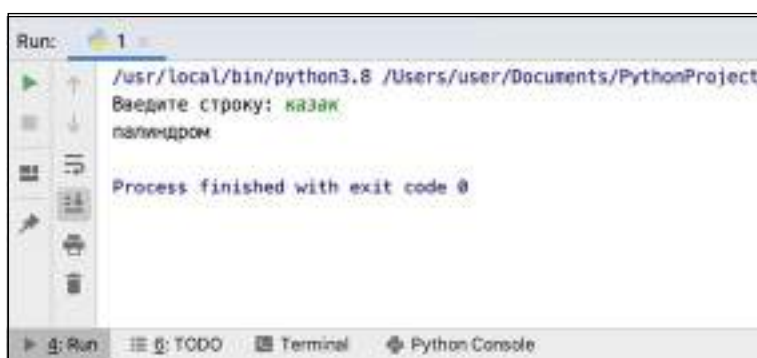 Run: 1
/usr/local/bin/python3.8 /Users/user/Documents/PythonProject
Введите строку: казак
палиндром
Process finished with exit code 0
4: Run 6: TODO Terminal Python Console